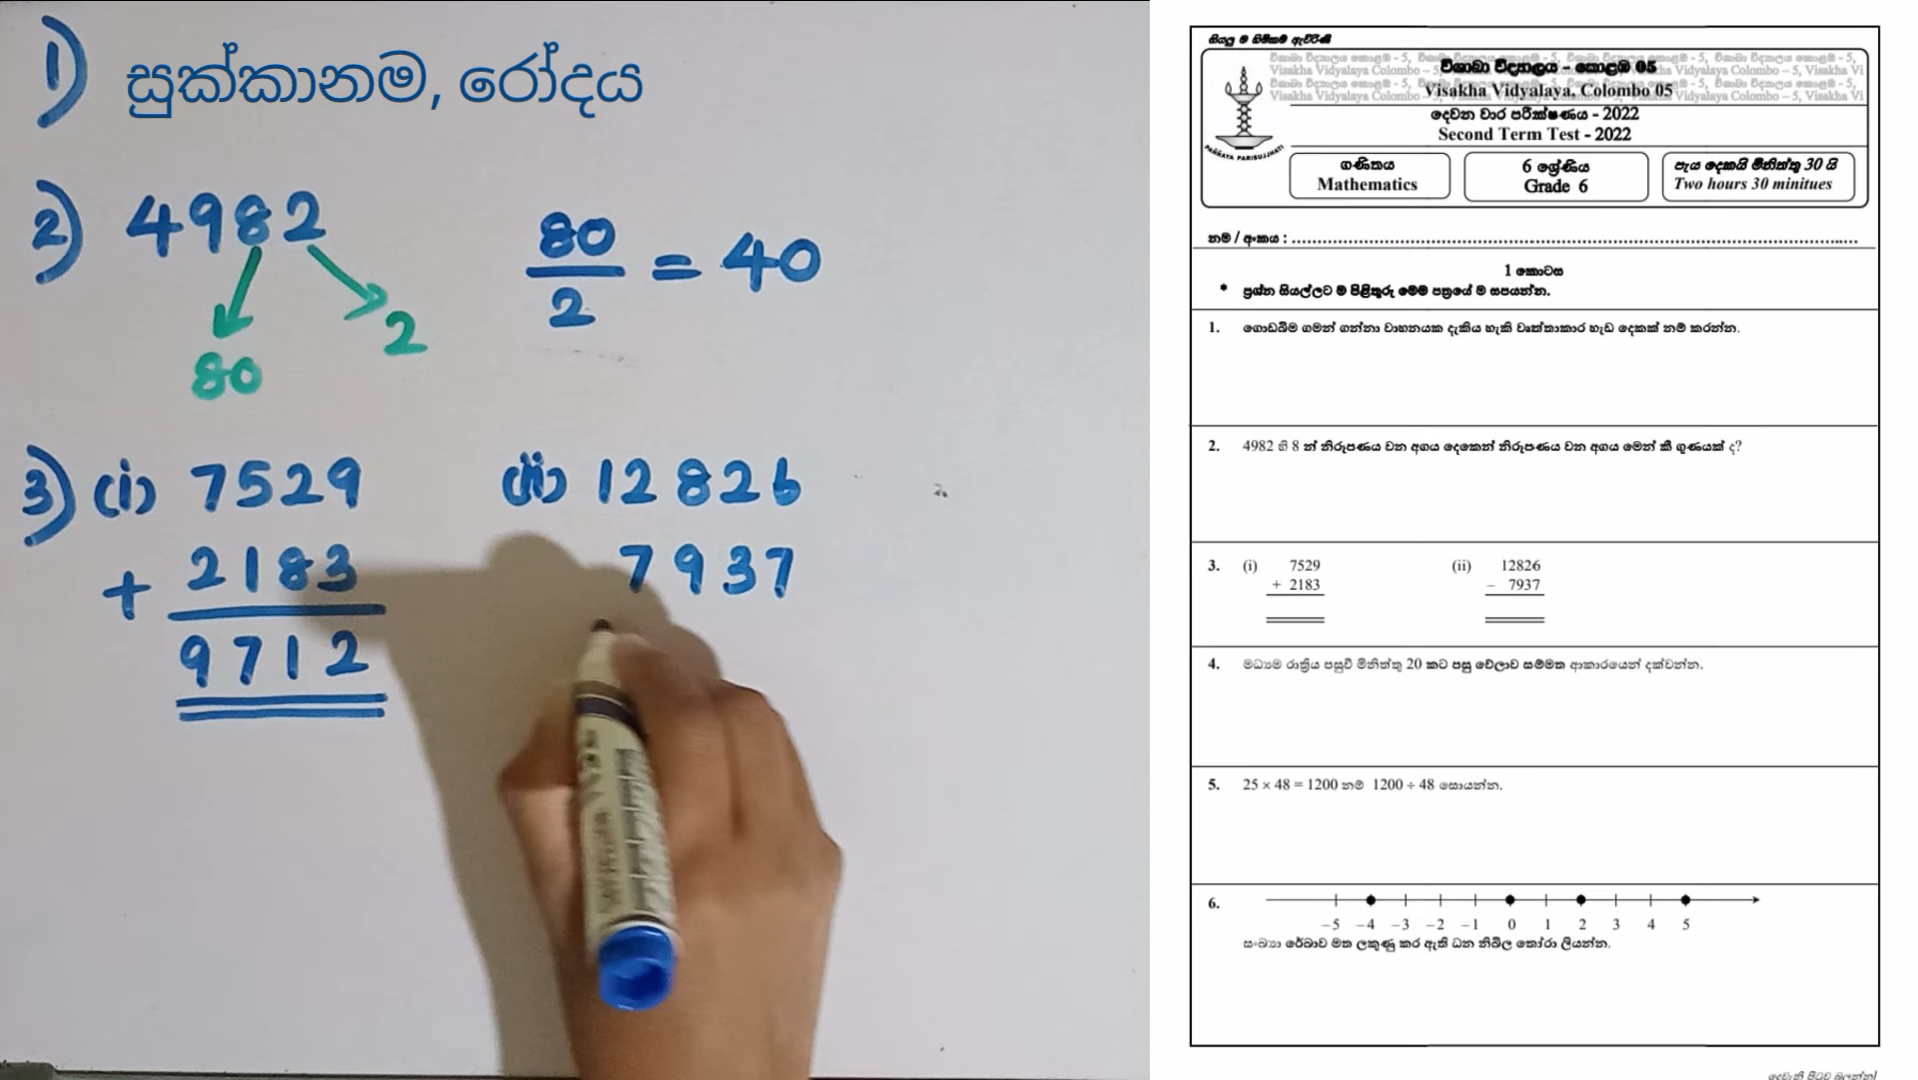 1) සුක්කානම, රෝදය
2) 4982
80
2
80
2
= 40
3) (i) 7529
+ 2183
9712
(ii) 12826
7937
සියලු ම හිමිකම් ඇවිරිණි
විශාඛා විද්‍යාලය - කොළඹ 05
Visakha Vidyalaya, Colombo 05
දෙවන වාර පරීක්ෂණය - 2022
Second Term Test - 2022
ගණිතය
Mathematics
6 ශ්‍රේණිය
Grade 6
පැය දෙකයි මිනිත්තු 30 යි
Two hours 30 minitues
PAÑÑAYA PARISUJJHATI
නම / අංකය :
1 කොටස
* ප්‍රශ්න සියල්ලට ම පිළිතුරු මෙම පත්‍රයේ ම සපයන්න.
1. ගොඩබිම ගමන් ගන්නා වාහනයක දැකිය හැකි වෘත්තාකාර හැඩ දෙකක් නම් කරන්න.
2. 4982 හි 8 න් නිරූපණය වන අගය දෙකෙන් නිරූපණය වන අගය මෙන් කී ගුණයක් ද?
3. (i) 7529
+ 2183
(ii) 12826
– 7937
4. මධ්‍යම රාත්‍රිය පසුවී මිනිත්තු 20 කට පසු වේලාව සම්මත ආකාරයෙන් දක්වන්න.
5. 25 × 48 = 1200 නම් 1200 ÷ 48 සොයන්න.
6. –5 –4 –3 –2 –1 0 1 2 3 4 5
සංඛ්‍යා රේඛාව මත ලකුණු කර ඇති ධන නිඛිල තෝරා ලියන්න.
දෙවැනි පිටුව බලන්න/